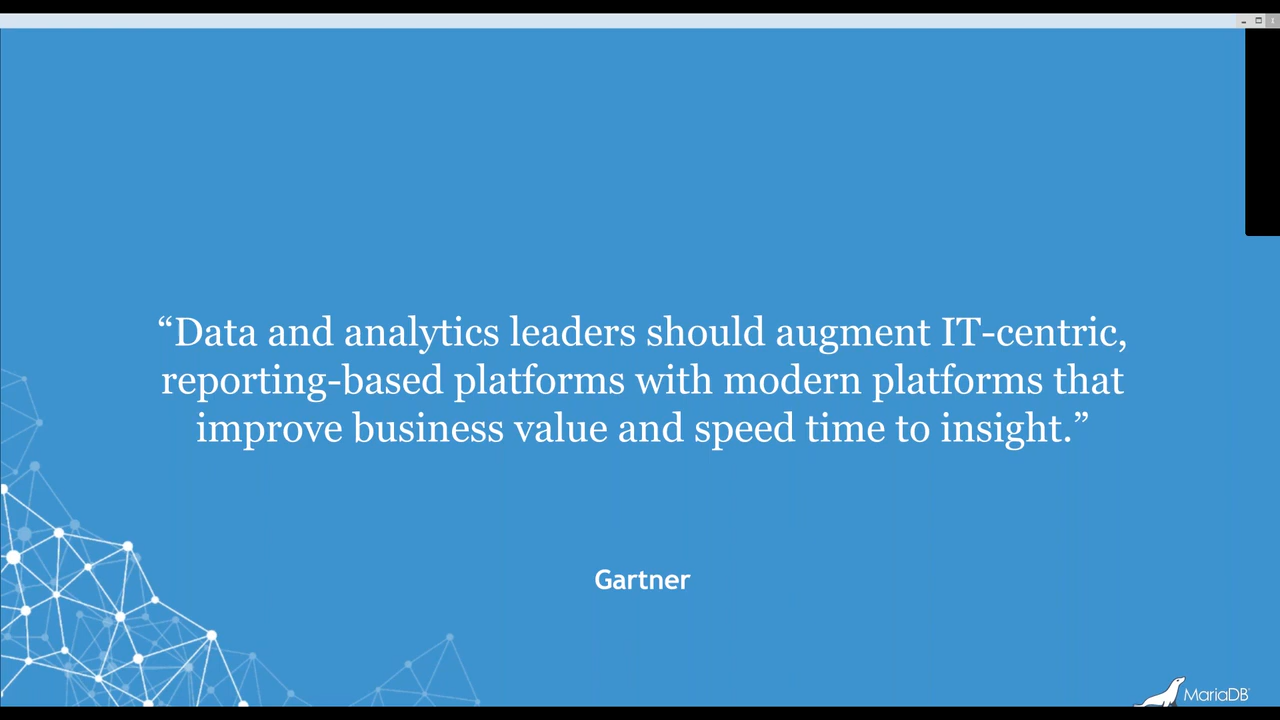 “Data and analytics leaders should augment IT-centric,
reporting-based platforms with modern platforms that
improve business value and speed time to insight.”
Gartner
MariaDB